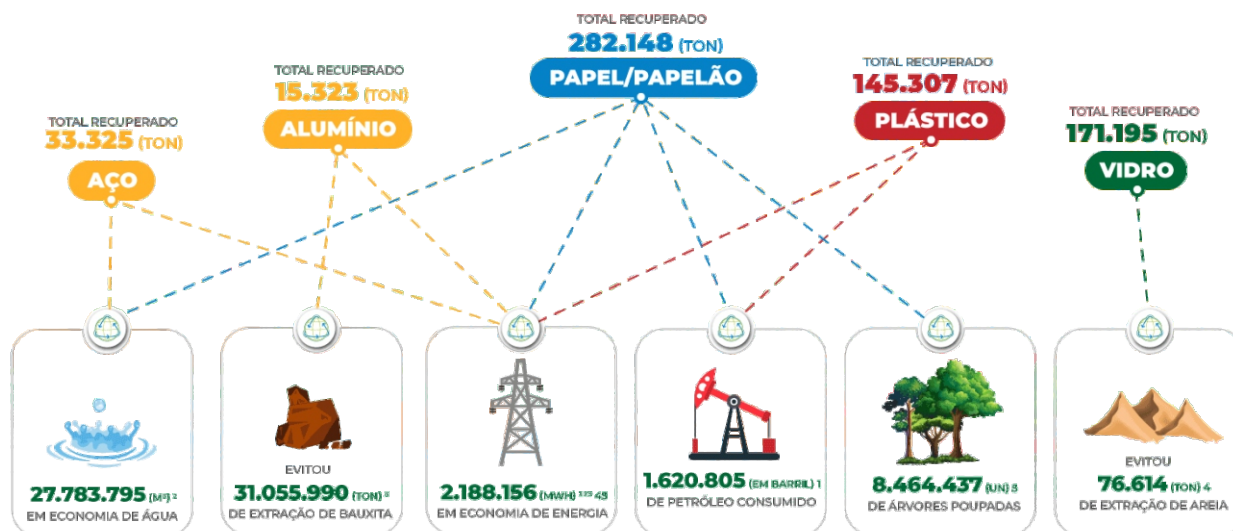 TOTAL RECUPERADO
282.148 (TON)
PAPEL/PAPELÃO
TOTAL RECUPERADO
15.323 (TON)
ALUMÍNIO
TOTAL RECUPERADO
145.307 (TON)
PLÁSTICO
TOTAL RECUPERADO
33.325 (TON)
AÇO
TOTAL RECUPERADO
171.195 (TON)
VIDRO
27.783.795 (M³) ²
EM ECONOMIA DE ÁGUA
EVITOU
31.055.990 (TON)
DE EXTRAÇÃO DE BAUXITA
2.188.156 (MWH)
EM ECONOMIA DE ENERGIA
1.620.805 (EM BARRIL) 1
DE PETRÓLEO CONSUMIDO
8.464.437 (UN)
DE ÁRVORES POUPADAS
EVITOU
76.614 (TON) 4
DE EXTRAÇÃO DE AREIA